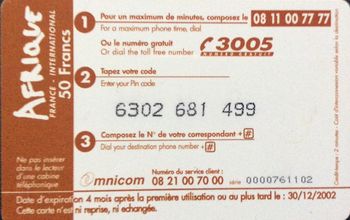 AFRIQUE
FRANCE - INTERNATIONAL
50 Francs
1 Pour un maximum de minutes, composez le 08 11 00 77 77
For a maximum phone time, dial
Ou le numéro gratuit
Or dial the toll free number
3005
NUMERO GRATUIT
2 Tapez votre code
Enter your Pin code
6302 681 499
3 Composez le N° de votre correspondant + #
Dial your destination phone number + #
Ne pas insérer
dans le lecteur
d'une cabine
téléphonique
Omnicom
Numéro du service client :
08 21 00 70 00
série 0000761102
Date d'expiration 4 mois après la première utilisation ou au plus tard le : 30/12/2002
Cette carte n'est ni reprise, ni échangée.